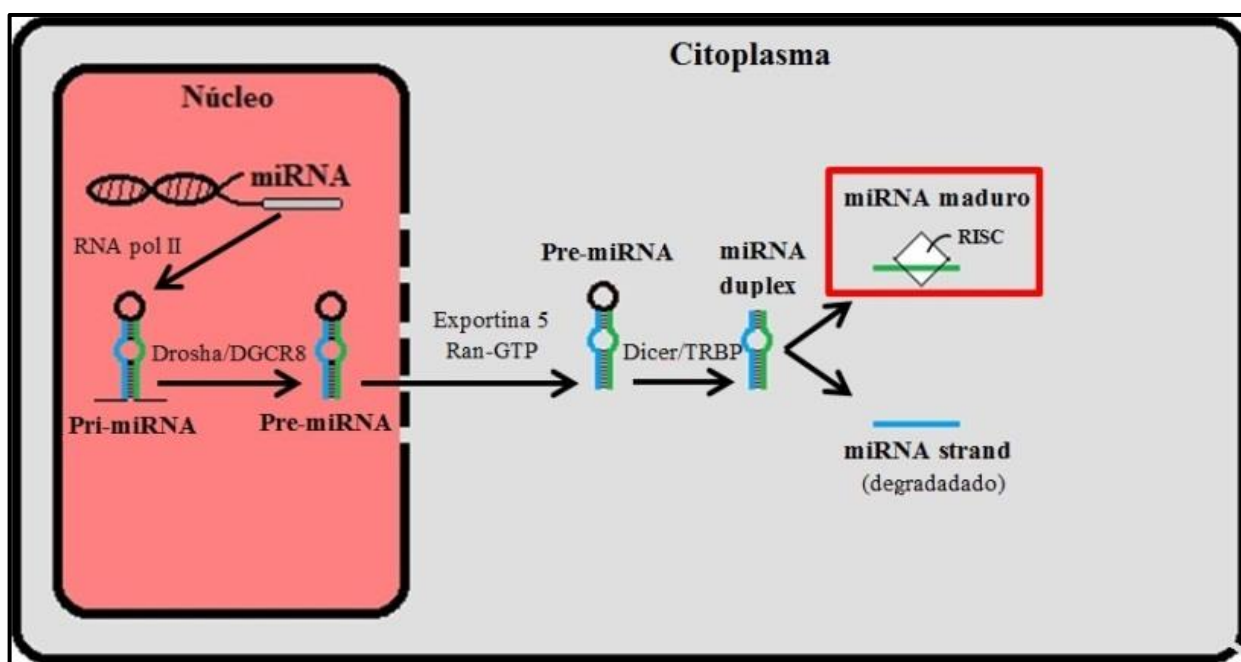 Citoplasma
Núcleo
miRNA
RNA pol II
Drosha/DGCR8
Pri-miRNA
Pre-miRNA
Exportina 5
Ran-GTP
Pre-miRNA
Dicer/TRBP
miRNA
duplex
miRNA maduro
RISC
miRNA strand
(degradadado)